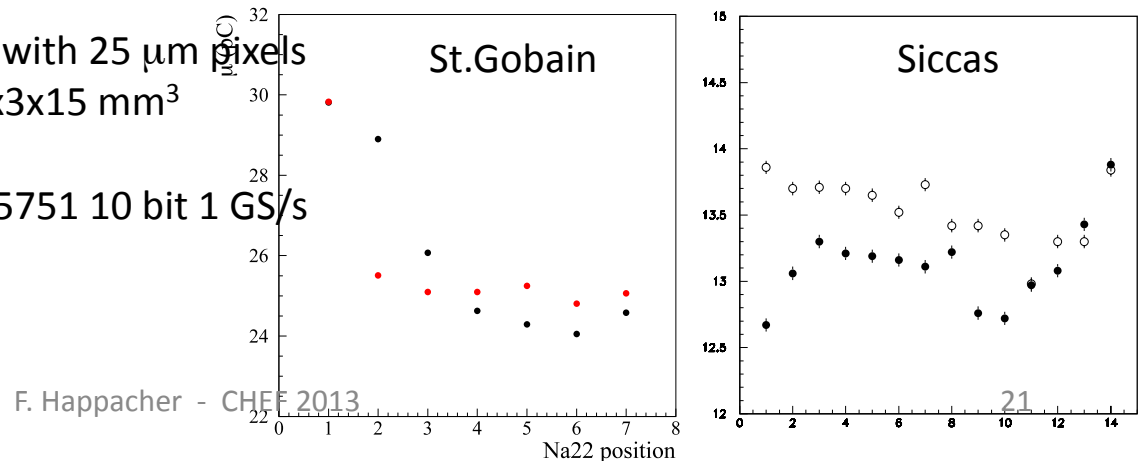 with 25 μm pixels
x3x15 mm³
5751 10 bit 1 GS/s
St.Gobain
μ (pC)
32
30
28
26
24
22
0 1 2 3 4 5 6 7 8
Na22 position
Siccas
15
14.5
14
13.5
13
12.5
12
0 2 4 6 8 10 12 14
F. Happacher - CHEF 2013
21